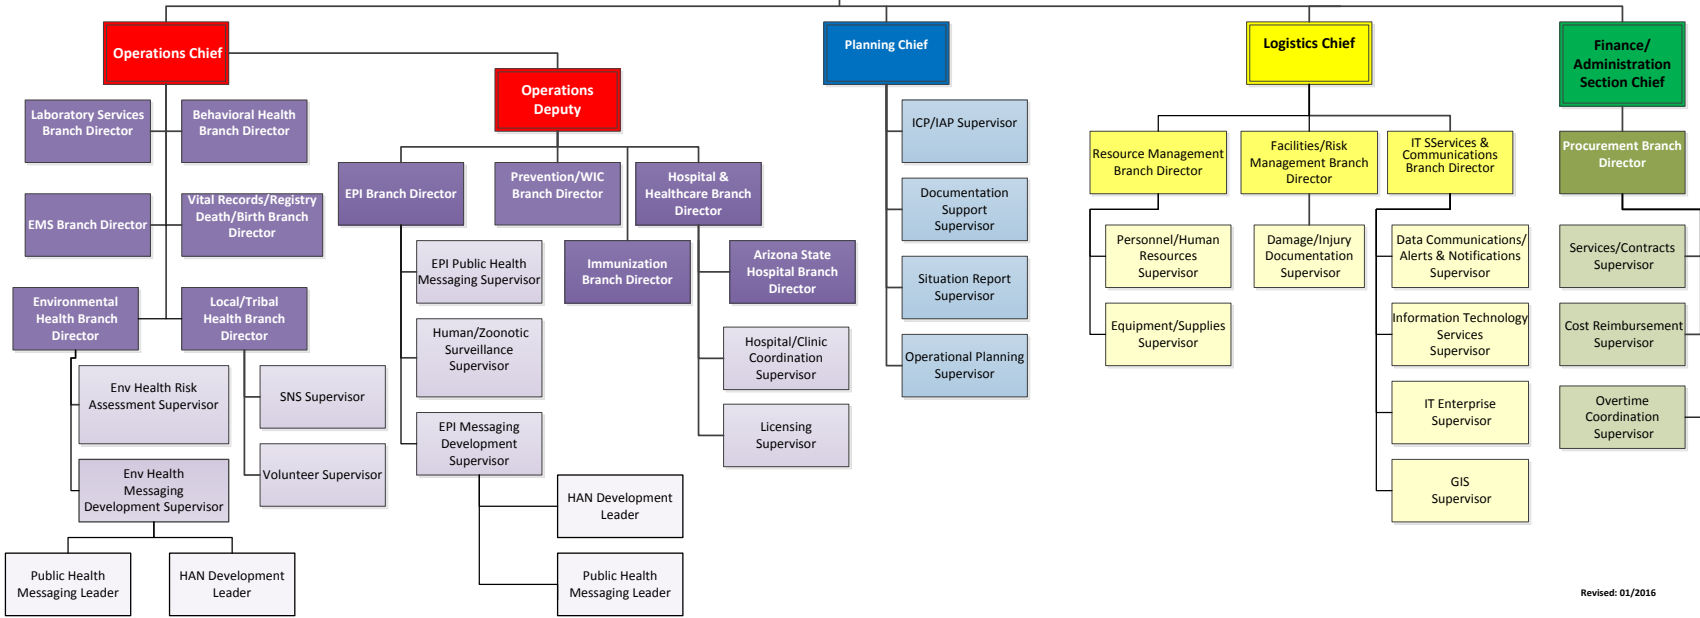 Operations Chief
Operations
Deputy
Planning Chief
Logistics Chief
Finance/
Administration
Section Chief
Laboratory Services
Branch Director
Behavioral Health
Branch Director
EMS Branch Director
Vital Records/Registry
Death/Birth Branch
Director
Environmental
Health Branch
Director
Local/Tribal
Health Branch
Director
Env Health Risk
Assessment Supervisor
Env Health
Messaging
Development Supervisor
Public Health
Messaging Leader
HAN Development
Leader
SNS Supervisor
Volunteer Supervisor
EPI Branch Director
Prevention/WIC
Branch Director
Hospital &
Healthcare Branch
Director
Immunization
Branch Director
Arizona State
Hospital Branch
Director
EPI Public Health
Messaging Supervisor
Human/Zoonotic
Surveillance
Supervisor
EPI Messaging
Development
Supervisor
HAN Development
Leader
Public Health
Messaging Leader
Hospital/Clinic
Coordination
Supervisor
Licensing
Supervisor
ICP/IAP Supervisor
Documentation
Support
Supervisor
Situation Report
Supervisor
Operational Planning
Supervisor
Resource Management
Branch Director
Facilities/Risk
Management Branch
Director
IT SServices &
Communications
Branch Director
Personnel/Human
Resources
Supervisor
Equipment/Supplies
Supervisor
Damage/Injury
Documentation
Supervisor
Data Communications/
Alerts & Notifications
Supervisor
Information Technology
Services
Supervisor
IT Enterprise
Supervisor
GIS
Supervisor
Procurement Branch
Director
Services/Contracts
Supervisor
Cost Reimbursement
Supervisor
Overtime
Coordination
Supervisor
Revised: 01/2016